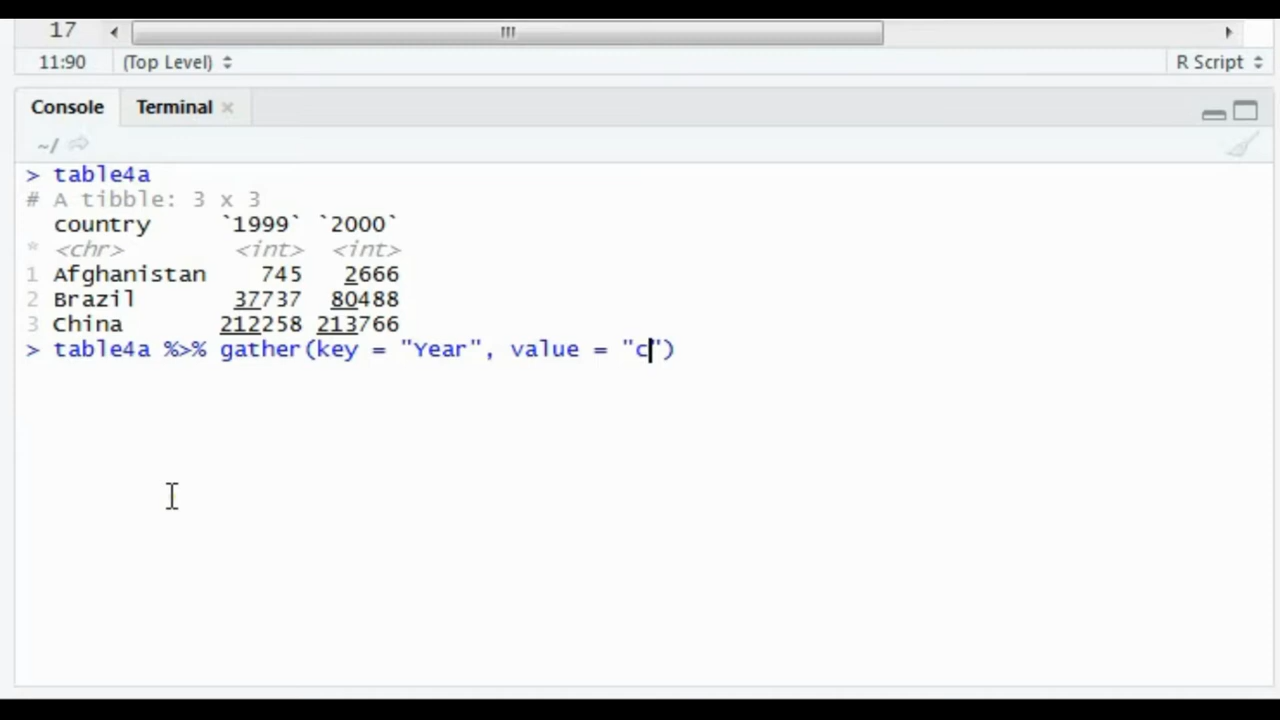 17
11:90 (Top Level) R Script
Console Terminal
~/
> table4a
# A tibble: 3 x 3
country `1999` `2000`
* <chr> <int> <int>
1 Afghanistan 745 2666
2 Brazil 37737 80488
3 China 212258 213766
> table4a %>% gather(key = "Year", value = "c")